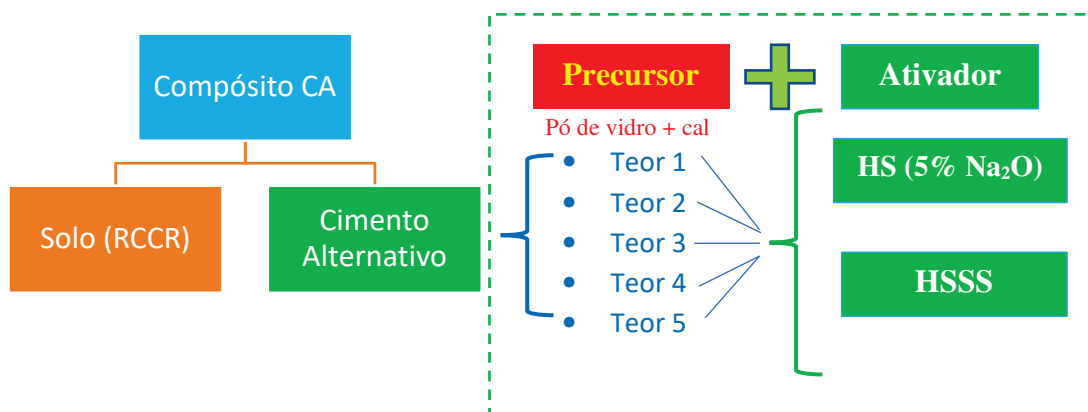 Compósito CA
Solo (RCCR)
Cimento
Alternativo
Precursor
Pó de vidro + cal
• Teor 1
• Teor 2
• Teor 3
• Teor 4
• Teor 5
Ativador
HS (5% Na₂O)
HSSS